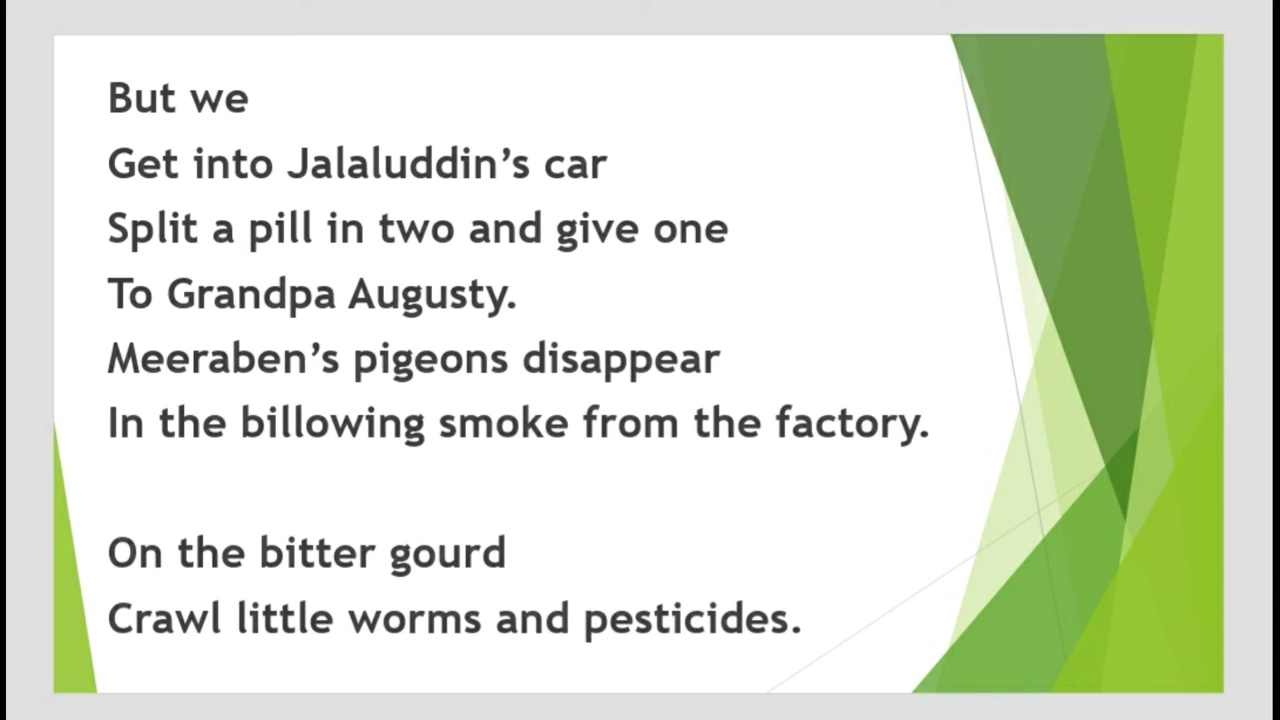 But we
Get into Jalaluddin’s car
Split a pill in two and give one
To Grandpa Augusty.
Meeraben’s pigeons disappear
In the billowing smoke from the factory.
On the bitter gourd
Crawl little worms and pesticides.